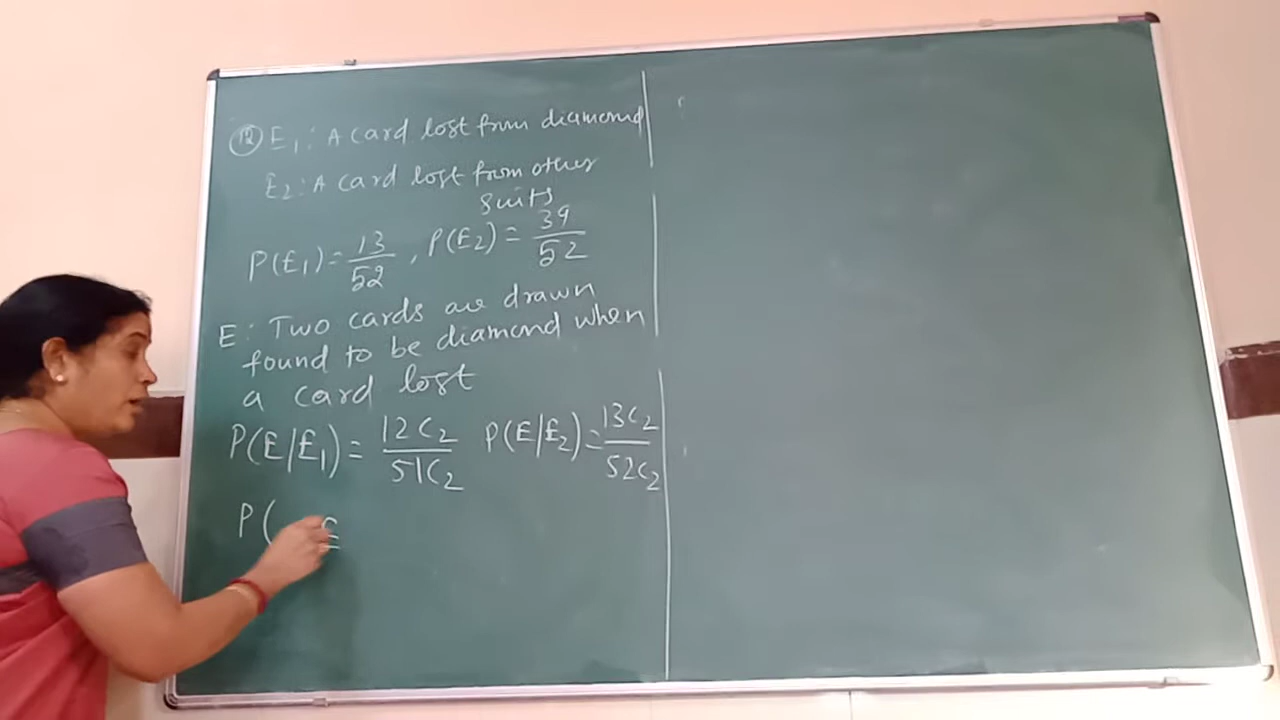 (12) E₁: A card lost from diamond
E₂: A card lost from other
suits
P(E₁) = 13/52 , P(E₂) = 39/52
E: Two cards are drawn
found to be diamond when
a card lost
P(E/E₁) = 12C₂/51C₂ P(E/E₂) = 13C₂/52C₂
P(